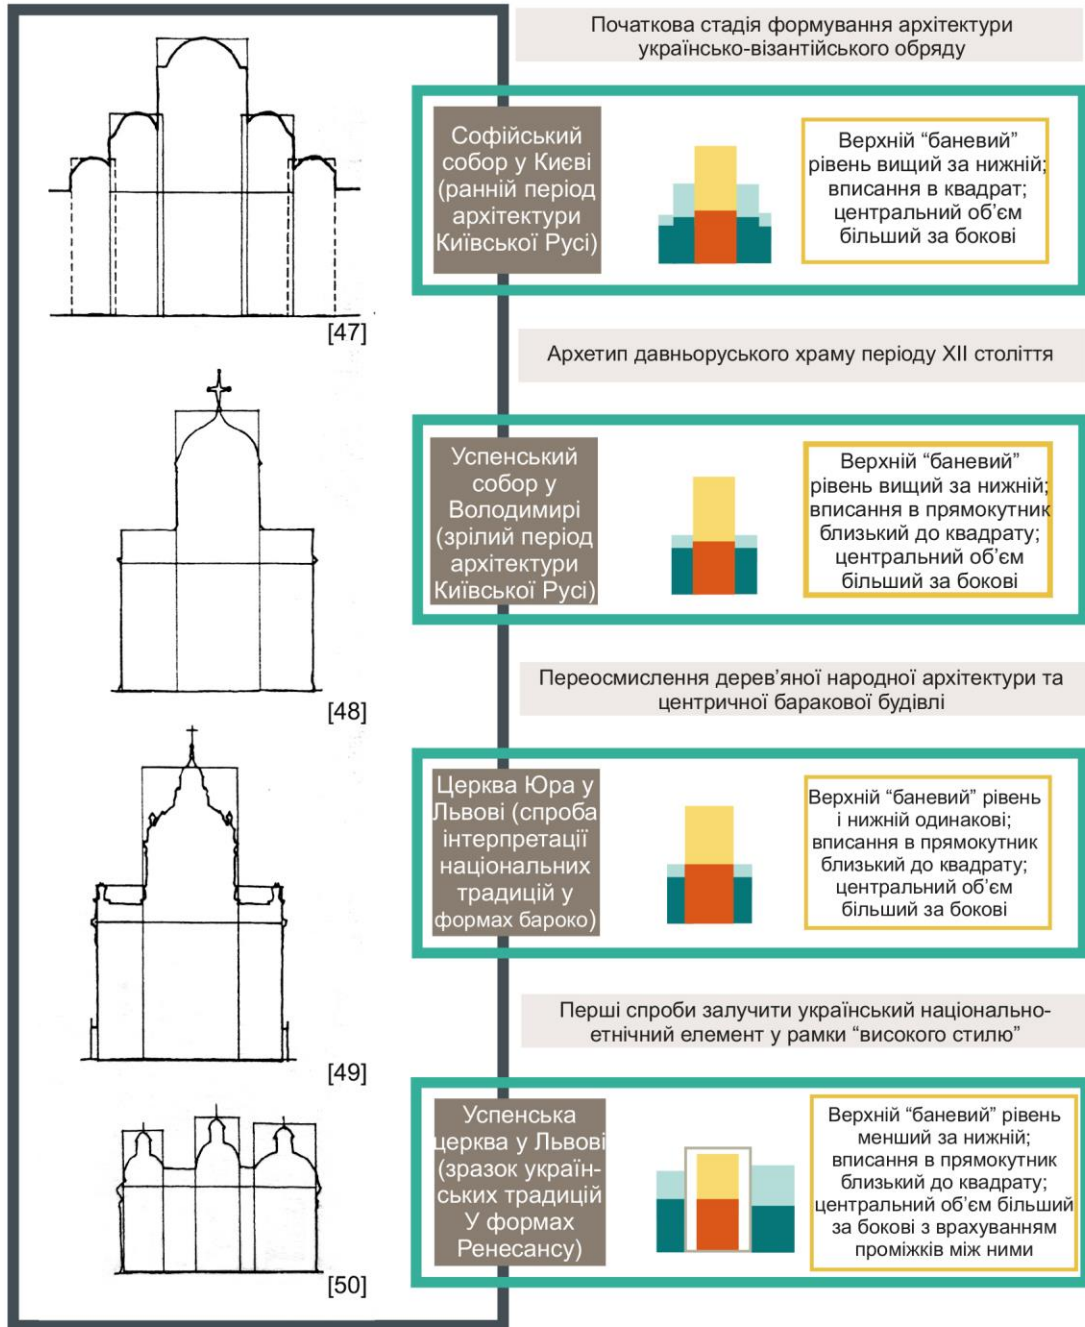 Початкова стадія формування архітектури
українсько-візантійського обряду
Софійський
собор у Києві
(ранній період
архітектури
Київської Русі)
Верхній “баневий”
рівень вищий за нижній;
вписання в квадрат;
центральний об’єм
більший за бокові
[47]
Архетип давньоруського храму періоду XII століття
Успенський
собор у
Володимирі
(зрілий період
архітектури
Київської Русі)
Верхній “баневий”
рівень вищий за нижній;
вписання в прямокутник
близький до квадрату;
центральний об’єм
більший за бокові
[48]
Переосмислення дерев’яної народної архітектури та
центричної баракової будівлі
Церква Юра у
Львові (спроба
інтерпретації
національних
традицій у
формах бароко)
Верхній “баневий” рівень
і нижній одинакові;
вписання в прямокутник
близький до квадрату;
центральний об’єм
більший за бокові
[49]
Перші спроби залучити український національно-
етнічний елемент у рамки “високого стилю”
Успенська
церква у Львові
(зразок україн-
ських традицій
У формах
Ренесансу)
Верхній “баневий” рівень
менший за нижній;
вписання в прямокутник
близький до квадрату;
центральний об’єм більший
за бокові з врахуванням
проміжків між ними
[50]